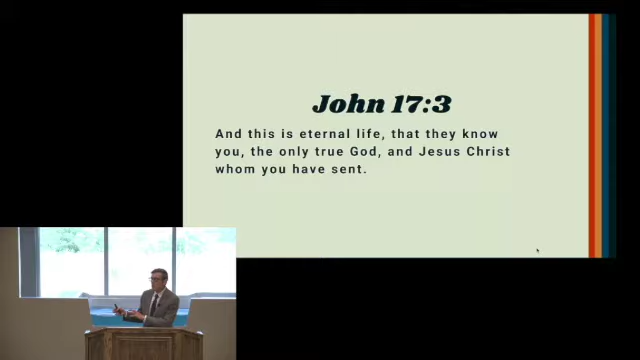 John 17:3
And this is eternal life, that they know
you, the only true God, and Jesus Christ
whom you have sent.